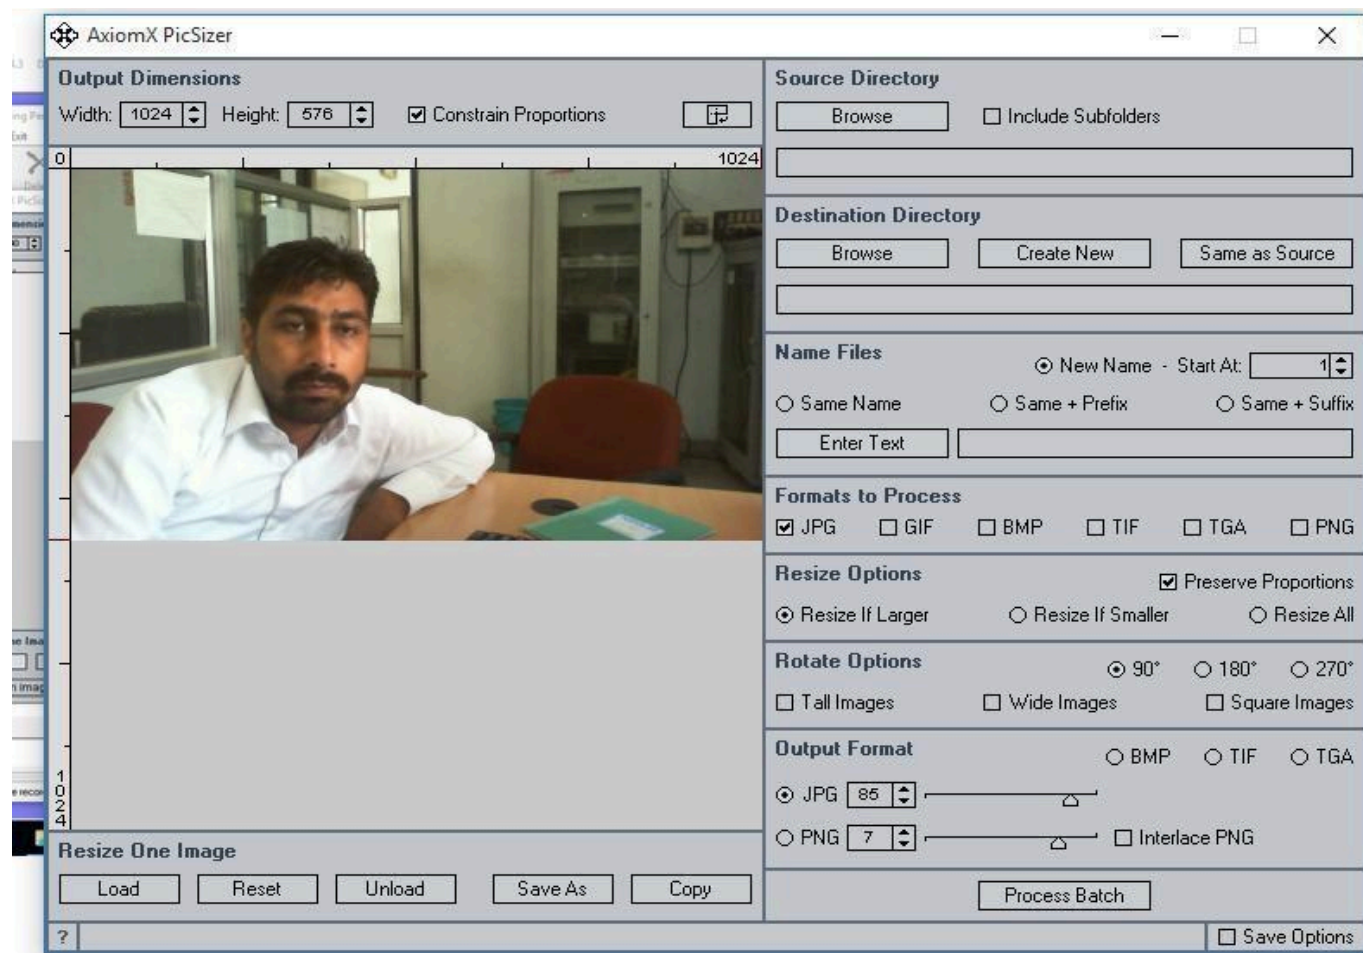 AxiomX PicSizer
Output Dimensions
Width: 1024 Height: 576 Constrain Proportions
0 1024
1024
Resize One Image
Load Reset Unload Save As Copy
?
Source Directory
Browse Include Subfolders
Destination Directory
Browse Create New Same as Source
Name Files
New Name - Start At: 1
Same Name Same + Prefix Same + Suffix
Enter Text
Formats to Process
JPG GIF BMP TIF TGA PNG
Resize Options
Preserve Proportions
Resize If Larger Resize If Smaller Resize All
Rotate Options
90° 180° 270°
Tall Images Wide Images Square Images
Output Format
BMP TIF TGA
JPG 85
PNG 7 Interlace PNG
Process Batch
Save Options